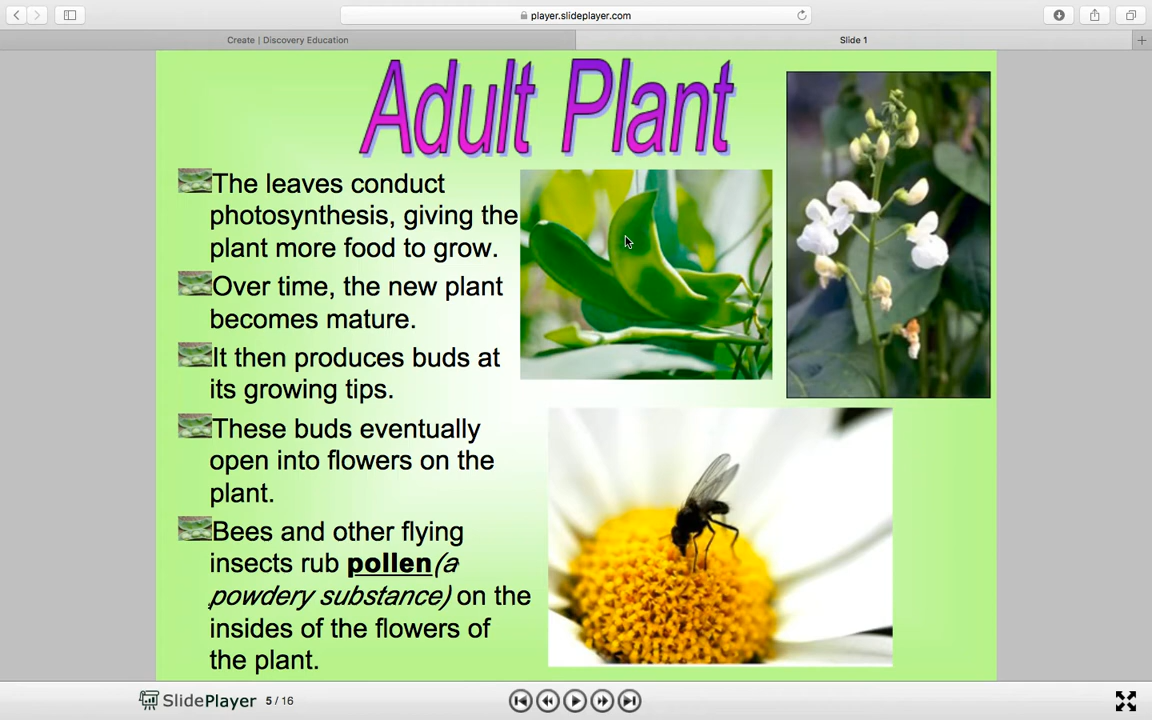 player.slideplayer.com
Create | Discovery Education
Slide 1
Adult Plant
The leaves conduct
photosynthesis, giving the
plant more food to grow.
Over time, the new plant
becomes mature.
It then produces buds at
its growing tips.
These buds eventually
open into flowers on the
plant.
Bees and other flying
insects rub pollen(a
powdery substance) on the
insides of the flowers of
the plant.
SlidePlayer 5 / 16